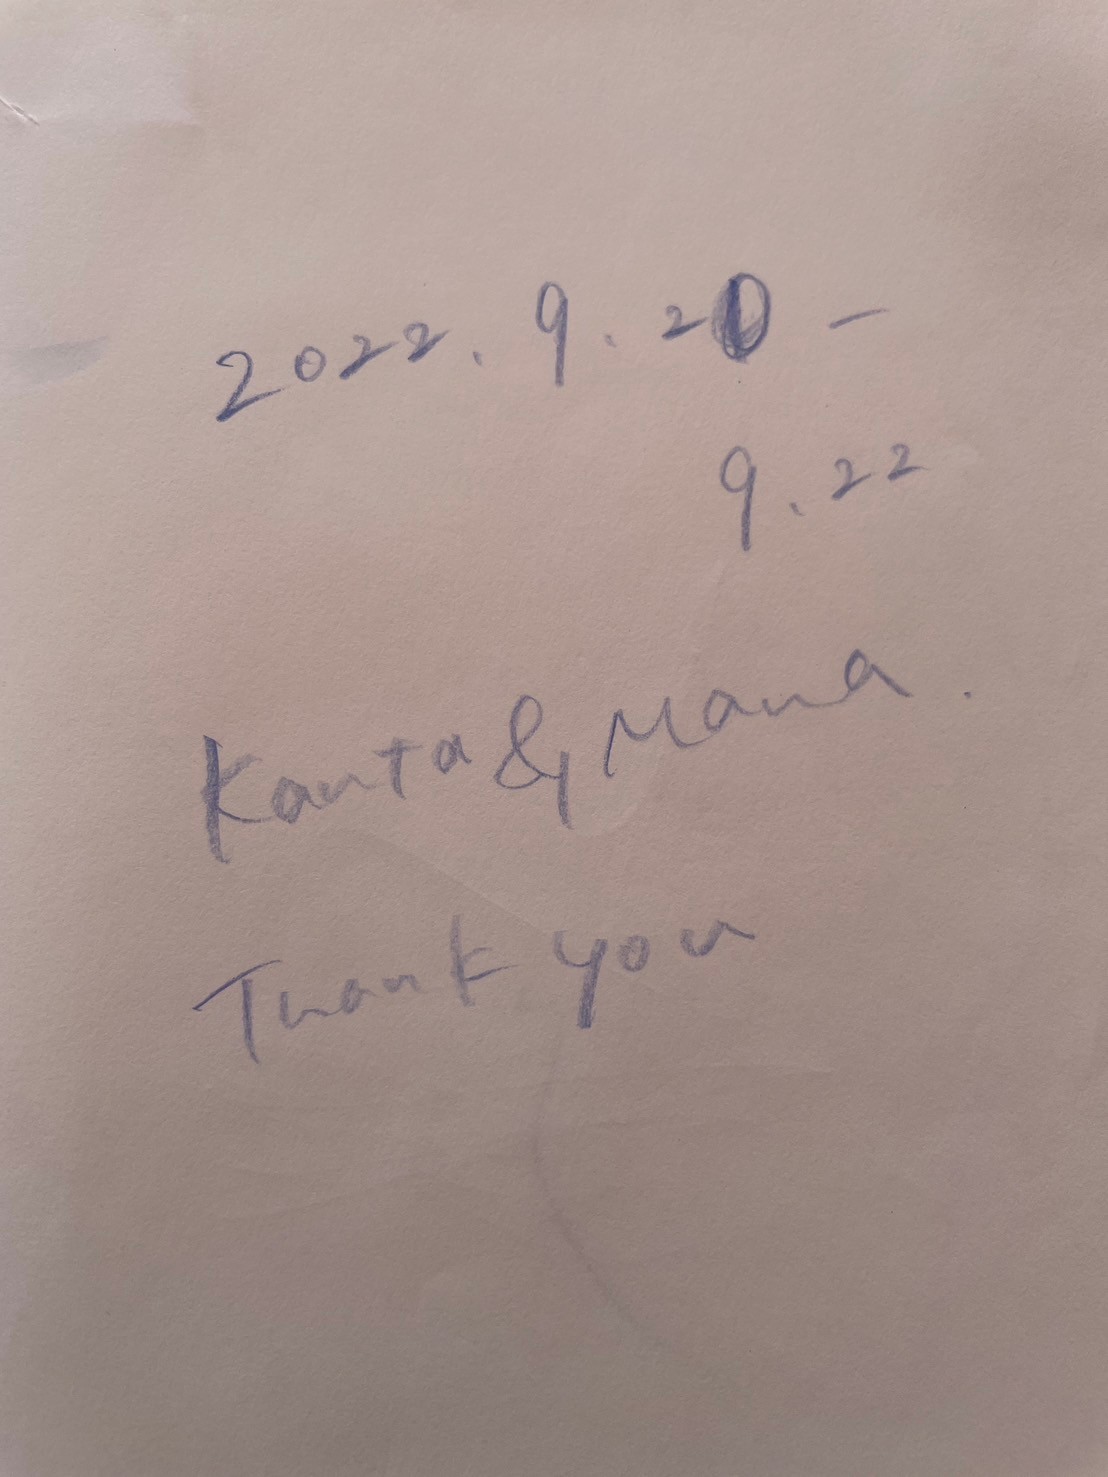 2022.9.20-
9.22
Kanta & Mana.
Thank you